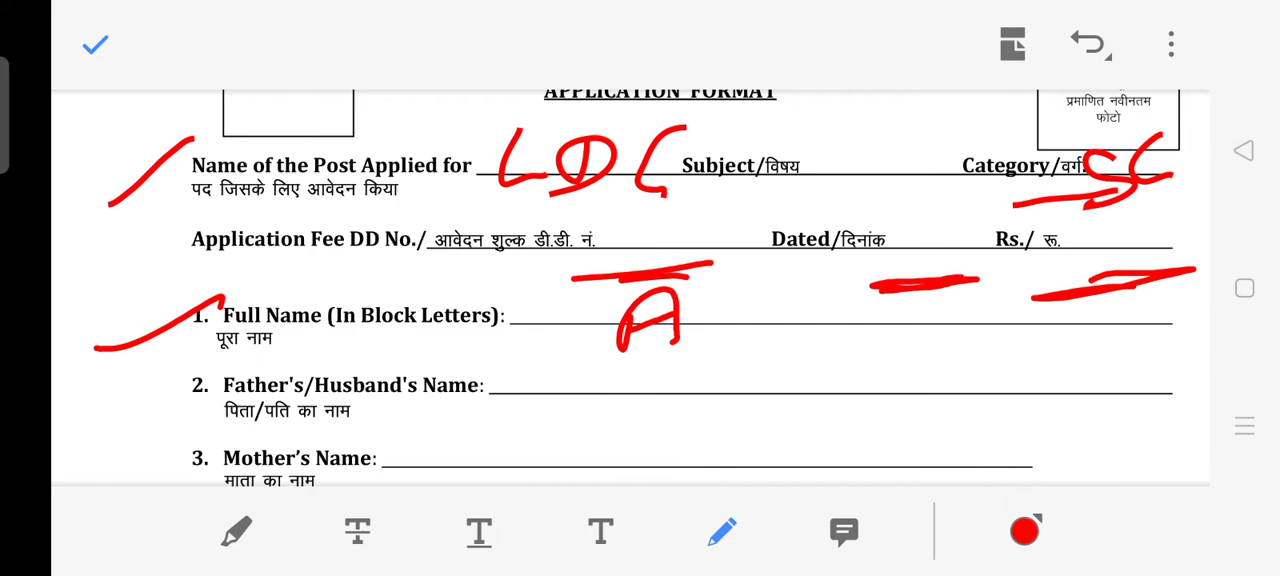 APPLICATION FORMAT
प्रमाणित नवीनतम
फोटो
Name of the Post Applied for LDC Subject/विषय Category/वर्ग: SC
पद जिसके लिए आवेदन किया
Application Fee DD No./ आवेदन शुल्क डी.डी. नं. Dated/दिनांक Rs./ रू.
1. Full Name (In Block Letters): A
पूरा नाम
2. Father's/Husband's Name:
पिता/पति का नाम
3. Mother's Name:
माता का नाम
T T T